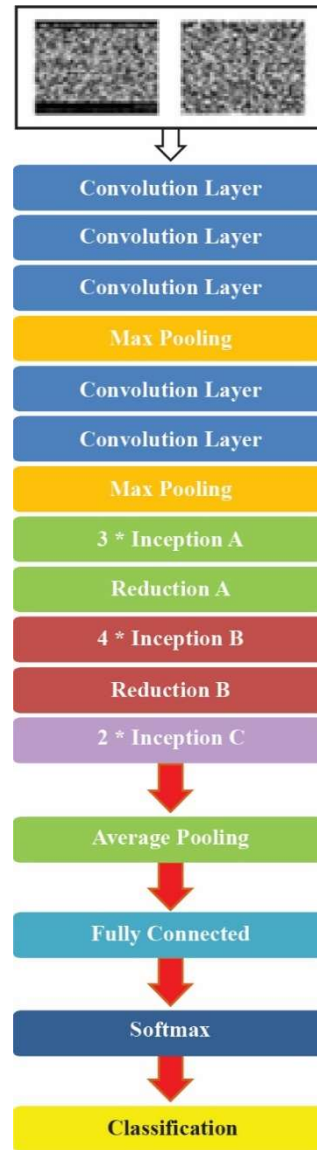 Convolution Layer
Convolution Layer
Convolution Layer
Max Pooling
Convolution Layer
Convolution Layer
Max Pooling
3 * Inception A
Reduction A
4 * Inception B
Reduction B
2 * Inception C
Average Pooling
Fully Connected
Softmax
Classification